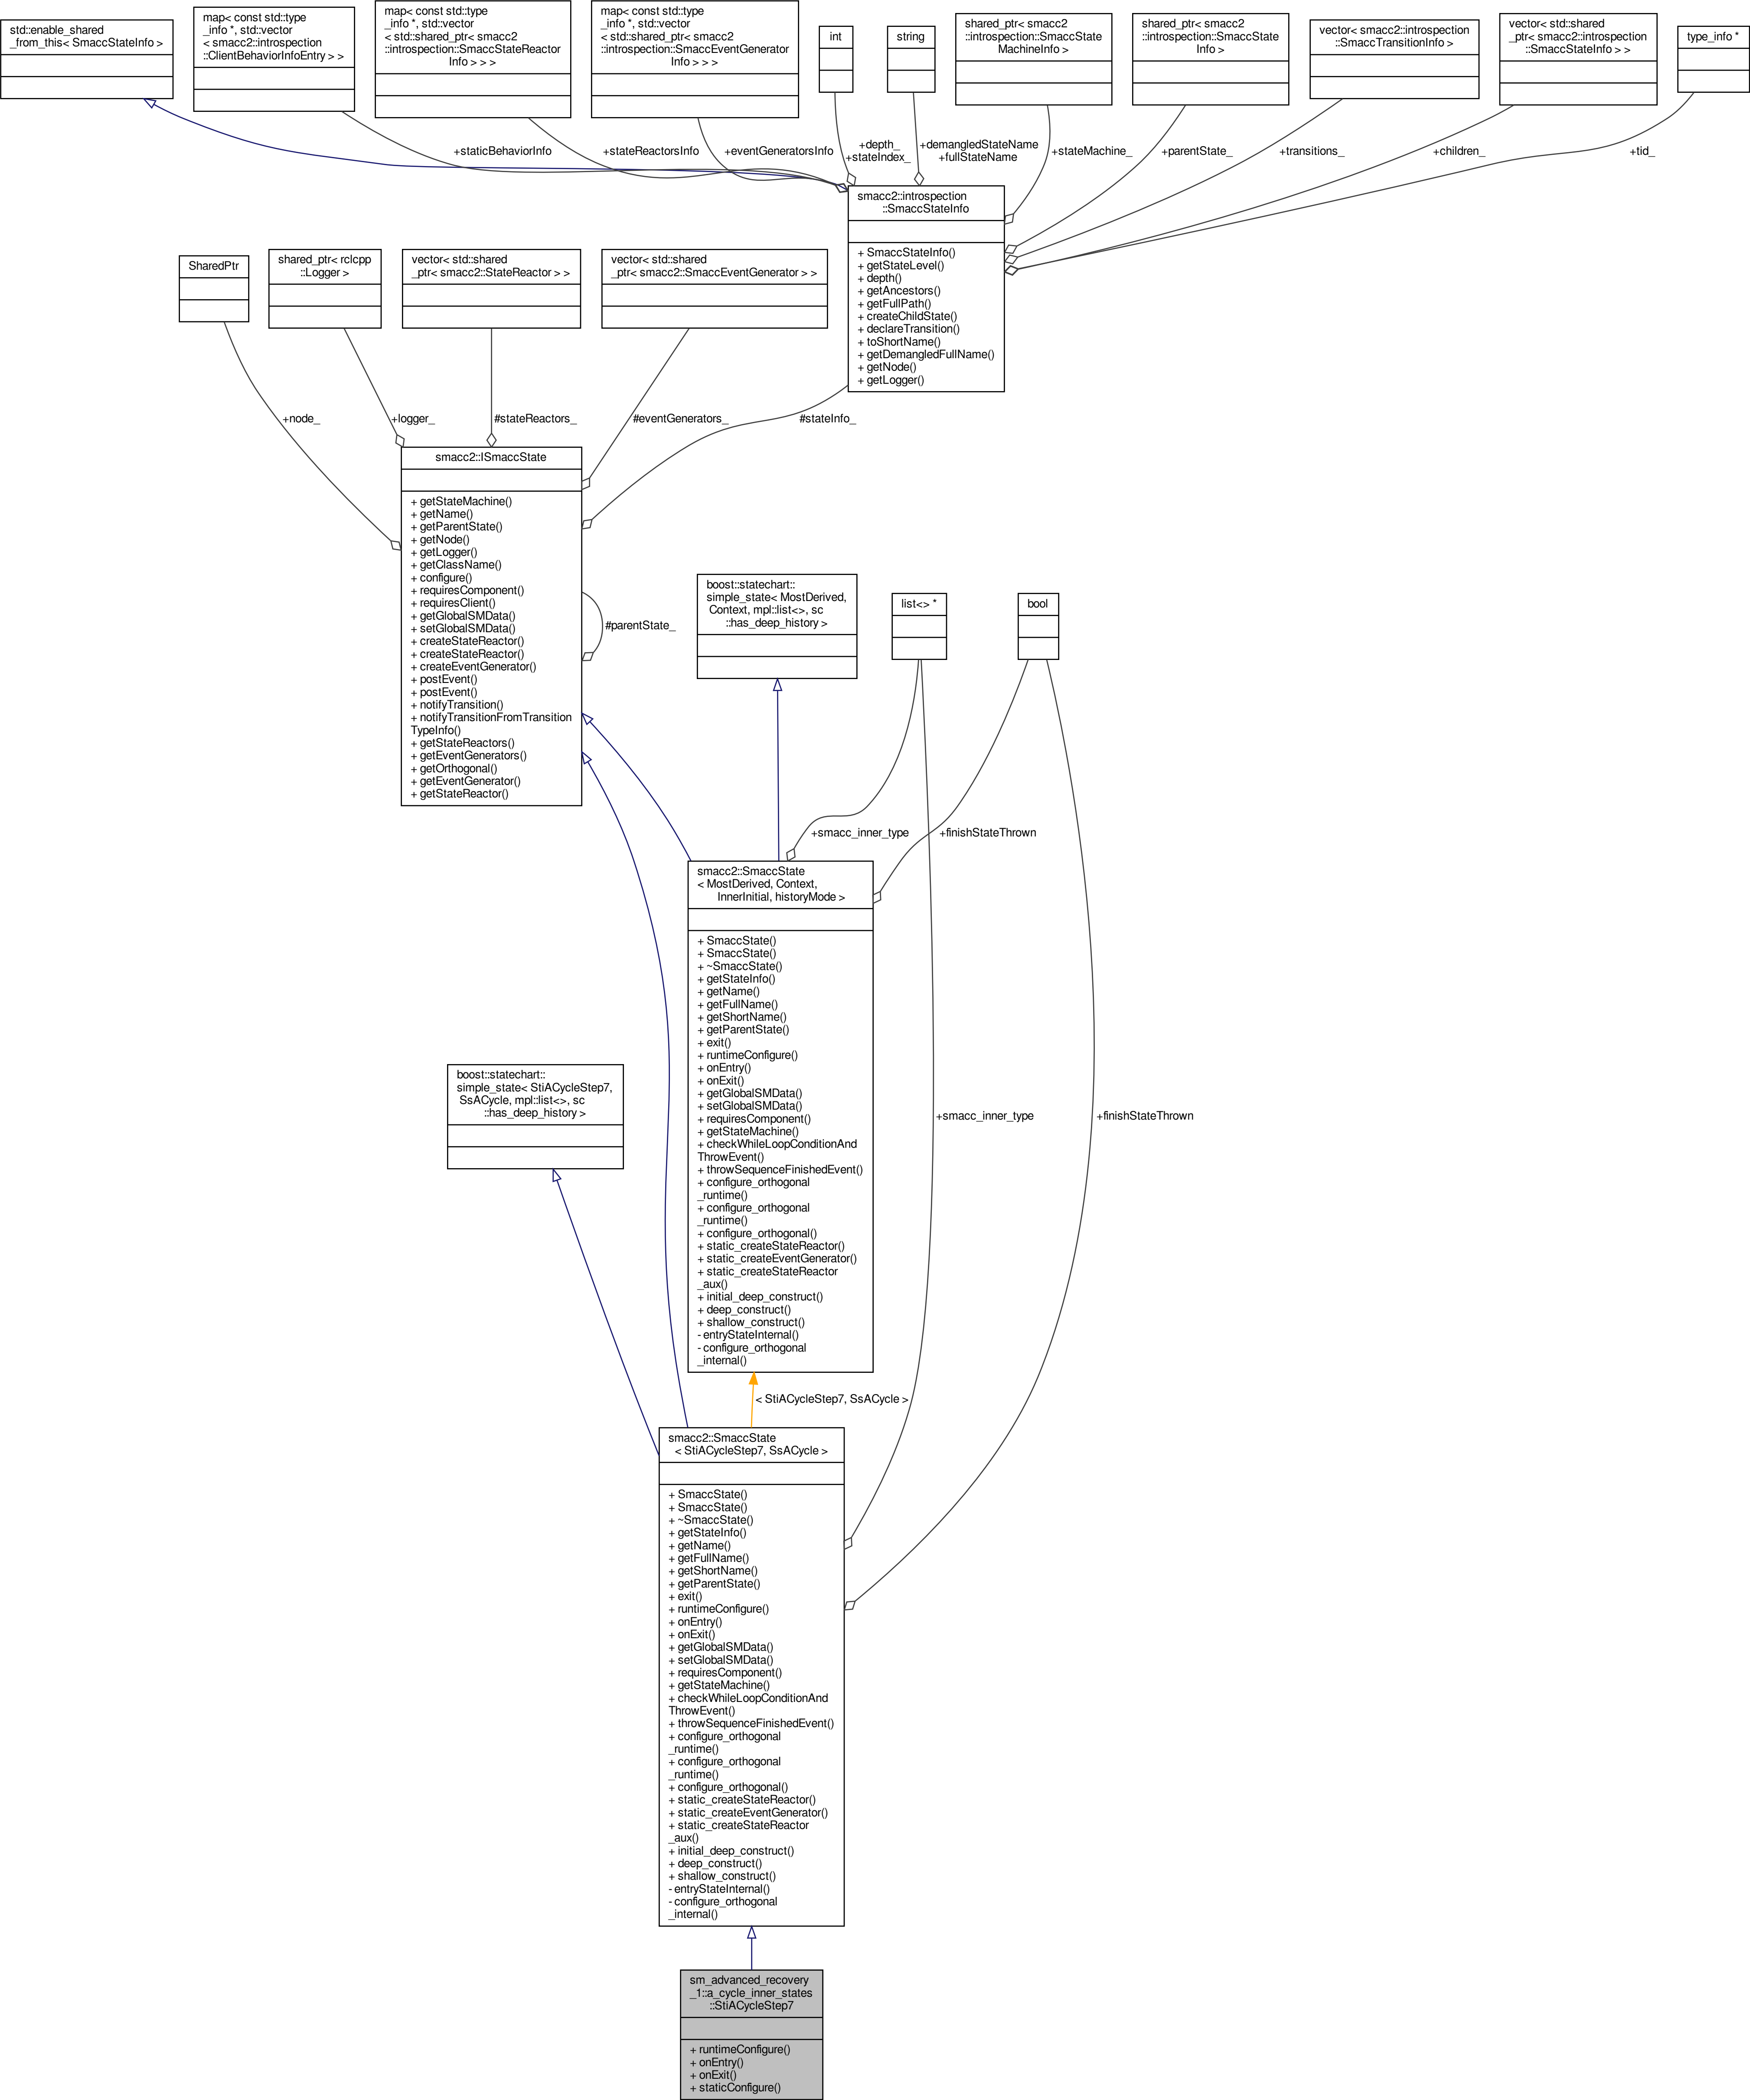 std::enable_shared
_from_this< SmaccStateInfo >
map< const std::type
_info *, std::vector
< smacc2::introspection
::ClientBehaviorInfoEntry > >
map< const std::type
_info *, std::vector
< std::shared_ptr< smacc2
::introspection::SmaccStateReactor
Info > > >
map< const std::type
_info *, std::vector
< std::shared_ptr< smacc2
::introspection::SmaccEventGenerator
Info > > >
int
string
shared_ptr< smacc2
::introspection::SmaccState
MachineInfo >
shared_ptr< smacc2
::introspection::SmaccState
Info >
vector< smacc2::introspection
::SmaccTransitionInfo >
vector< std::shared
_ptr< smacc2::introspection
::SmaccStateInfo > >
type_info *
+staticBehaviorInfo
+stateReactorsInfo
+eventGeneratorsInfo
+depth_
+stateIndex_
+demangledStateName
+fullStateName
+stateMachine_
+parentState_
+transitions_
+children_
+tid_
smacc2::introspection
::SmaccStateInfo
+ SmaccStateInfo()
+ getStateLevel()
+ depth()
+ getAncestors()
+ getFullPath()
+ createChildState()
+ declareTransition()
+ toShortName()
+ getDemangledFullName()
+ getNode()
+ getLogger()
SharedPtr
shared_ptr< rclcpp
::Logger >
vector< std::shared
_ptr< smacc2::StateReactor > >
vector< std::shared
_ptr< smacc2::SmaccEventGenerator > >
+node_
+logger_
#stateReactors_
#eventGenerators_
#stateInfo_
smacc2::ISmaccState
+ getStateMachine()
+ getName()
+ getParentState()
+ getNode()
+ getLogger()
+ getClassName()
+ configure()
+ requiresComponent()
+ requiresClient()
+ getGlobalSMData()
+ setGlobalSMData()
+ createStateReactor()
+ createStateReactor()
+ createEventGenerator()
+ postEvent()
+ postEvent()
+ notifyTransition()
+ notifyTransitionFromTransition
TypeInfo()
+ getStateReactors()
+ getEventGenerators()
+ getOrthogonal()
+ getEventGenerator()
+ getStateReactor()
#parentState_
boost::statechart::
simple_state< MostDerived,
Context, mpl::list<>, sc
::has_deep_history >
list<> *
bool
+smacc_inner_type
+finishStateThrown
smacc2::SmaccState
< MostDerived, Context,
InnerInitial, historyMode >
+ SmaccState()
+ SmaccState()
+ ~SmaccState()
+ getStateInfo()
+ getName()
+ getFullName()
+ getShortName()
+ getParentState()
+ exit()
+ runtimeConfigure()
+ onEntry()
+ onExit()
+ getGlobalSMData()
+ setGlobalSMData()
+ requiresComponent()
+ getStateMachine()
+ checkWhileLoopConditionAnd
ThrowEvent()
+ throwSequenceFinishedEvent()
+ configure_orthogonal
_runtime()
+ configure_orthogonal
_runtime()
+ configure_orthogonal()
+ static_createStateReactor()
+ static_createEventGenerator()
+ static_createStateReactor
_aux()
+ initial_deep_construct()
+ deep_construct()
+ shallow_construct()
- entryStateInternal()
- configure_orthogonal
_internal()
boost::statechart::
simple_state< StiACycleStep7,
SsACycle, mpl::list<>, sc
::has_deep_history >
+smacc_inner_type
+finishStateThrown
< StiACycleStep7, SsACycle >
smacc2::SmaccState
< StiACycleStep7, SsACycle >
+ SmaccState()
+ SmaccState()
+ ~SmaccState()
+ getStateInfo()
+ getName()
+ getFullName()
+ getShortName()
+ getParentState()
+ exit()
+ runtimeConfigure()
+ onEntry()
+ onExit()
+ getGlobalSMData()
+ setGlobalSMData()
+ requiresComponent()
+ getStateMachine()
+ checkWhileLoopConditionAnd
ThrowEvent()
+ throwSequenceFinishedEvent()
+ configure_orthogonal
_runtime()
+ configure_orthogonal
_runtime()
+ configure_orthogonal()
+ static_createStateReactor()
+ static_createEventGenerator()
+ static_createStateReactor
_aux()
+ initial_deep_construct()
+ deep_construct()
+ shallow_construct()
- entryStateInternal()
- configure_orthogonal
_internal()
sm_advanced_recovery
_1::a_cycle_inner_states
::StiACycleStep7
+ runtimeConfigure()
+ onEntry()
+ onExit()
+ staticConfigure()